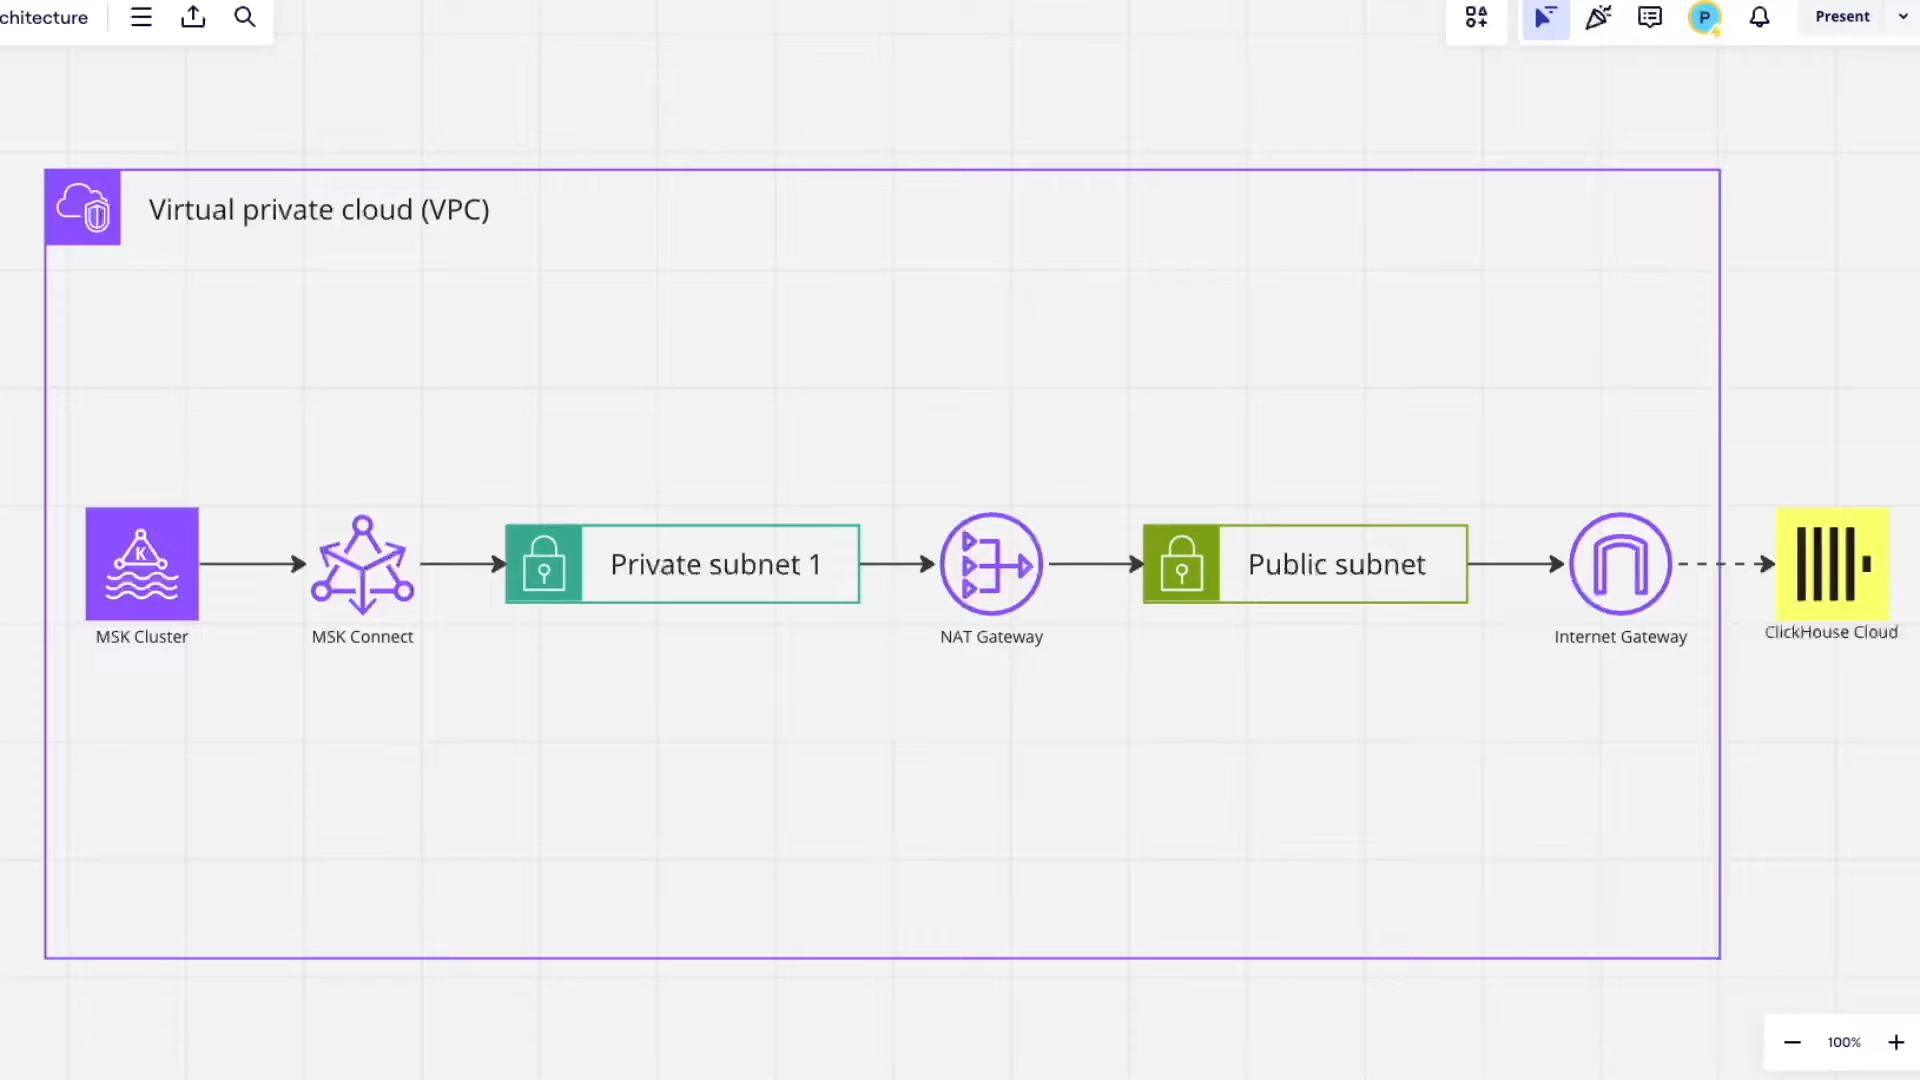 chitecture
Present
P
Virtual private cloud (VPC)
K
Private subnet 1
Public subnet
MSK Cluster
MSK Connect
NAT Gateway
Internet Gateway
ClickHouse Cloud
100%